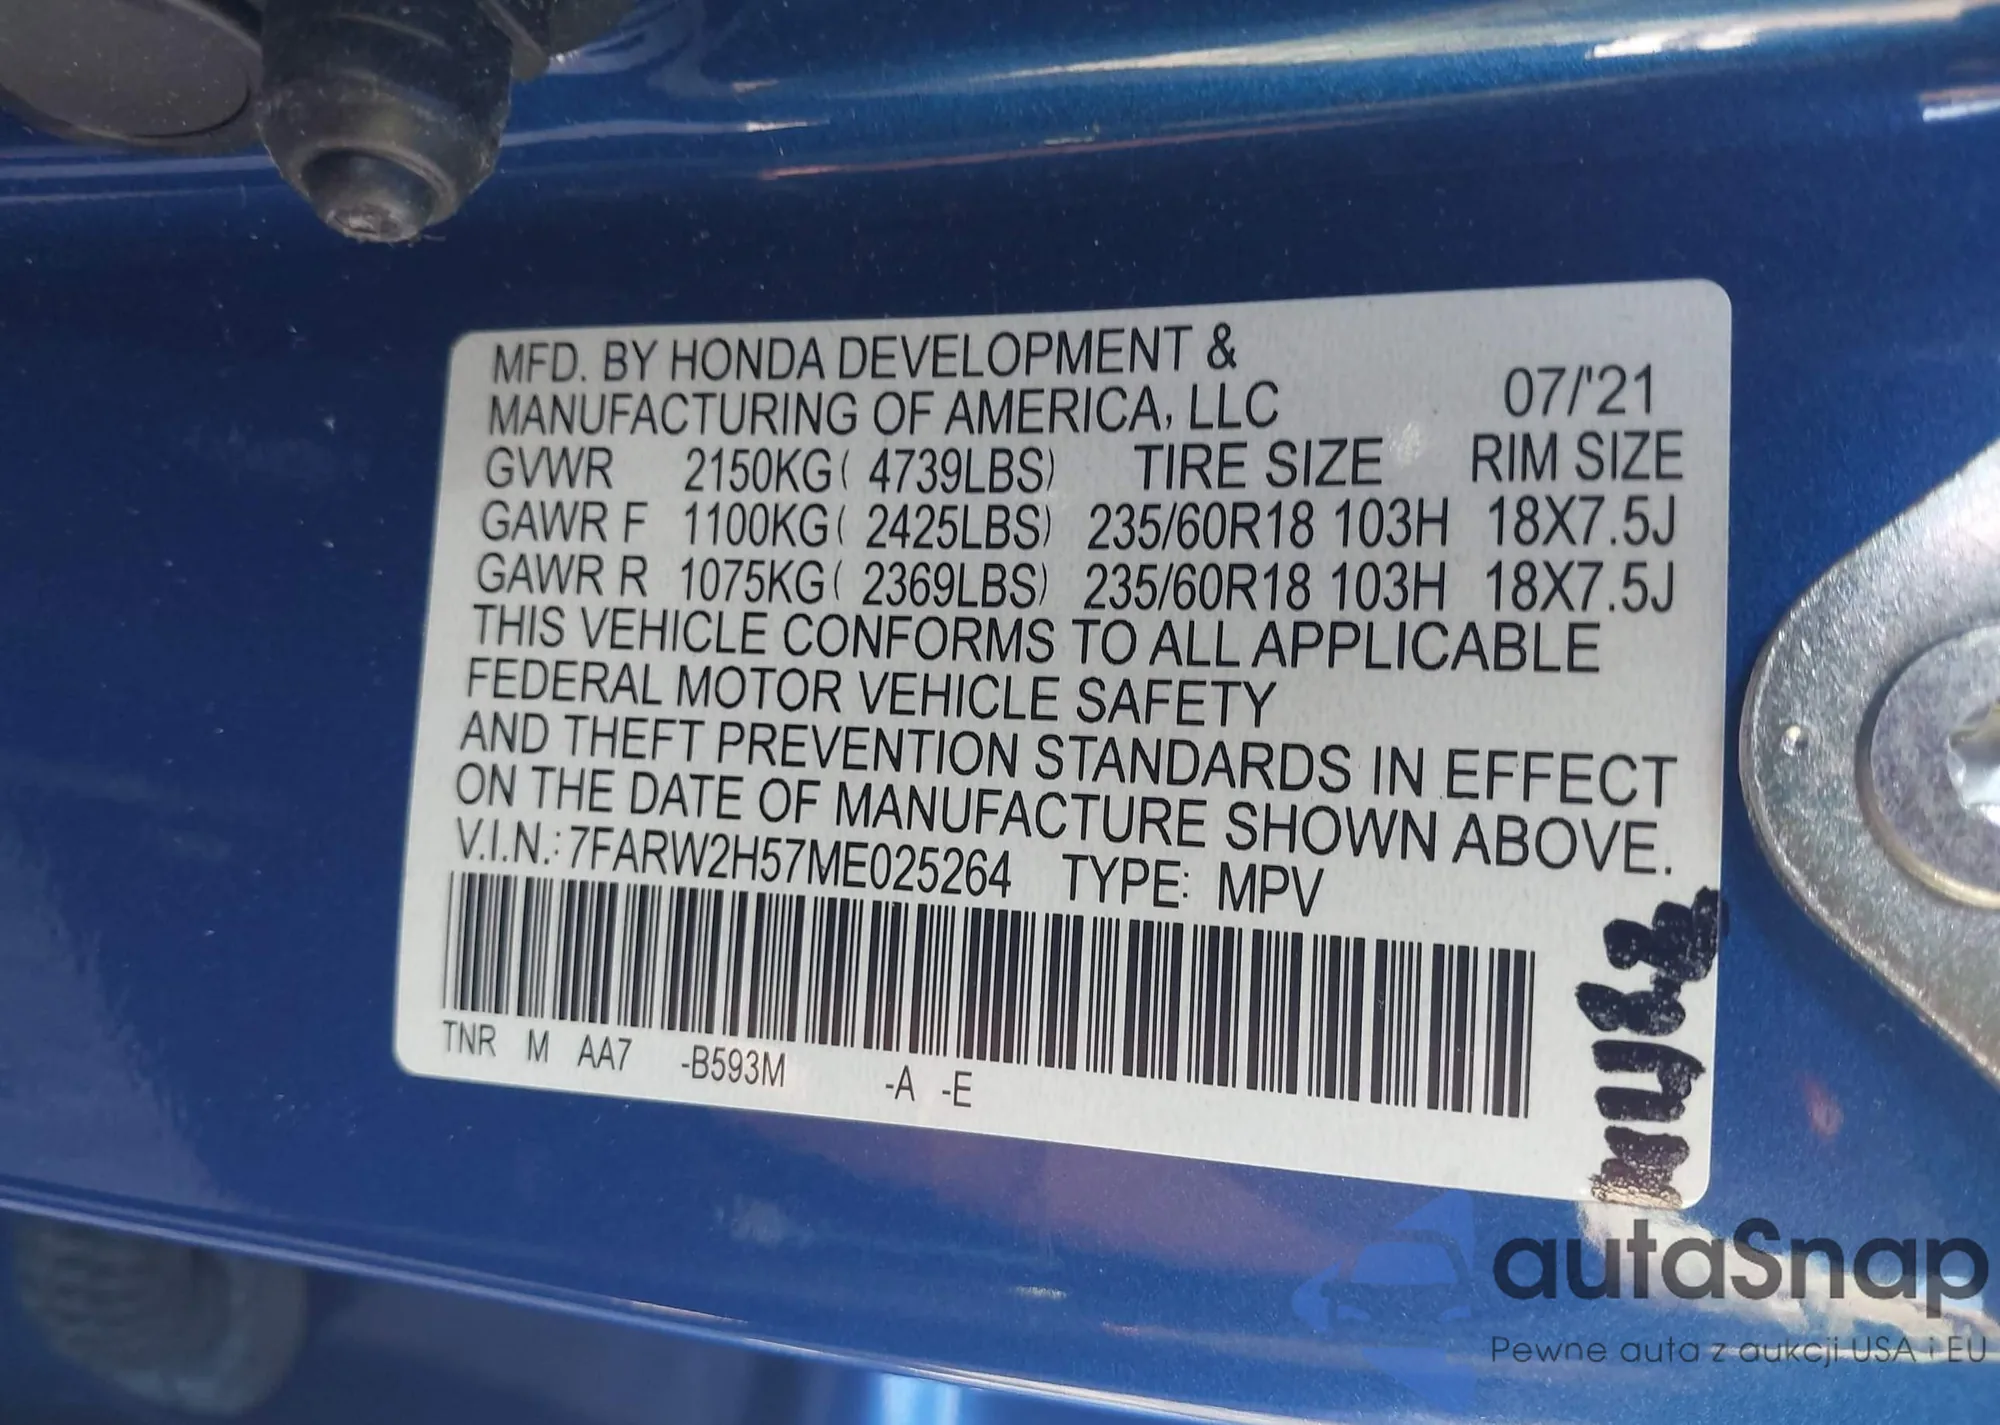 MFD. BY HONDA DEVELOPMENT &
MANUFACTURING OF AMERICA, LLC 07/'21
GVWR 2150KG( 4739LBS) TIRE SIZE RIM SIZE
GAWR F 1100KG( 2425LBS) 235/60R18 103H 18X7.5J
GAWR R 1075KG( 2369LBS) 235/60R18 103H 18X7.5J
THIS VEHICLE CONFORMS TO ALL APPLICABLE
FEDERAL MOTOR VEHICLE SAFETY
AND THEFT PREVENTION STANDARDS IN EFFECT
ON THE DATE OF MANUFACTURE SHOWN ABOVE.
V.I.N.: 7FARW2H57ME025264 TYPE: MPV
TNR M AA7 -B593M -A -E
autaSnap
Pewne auta z aukcji USA i EU